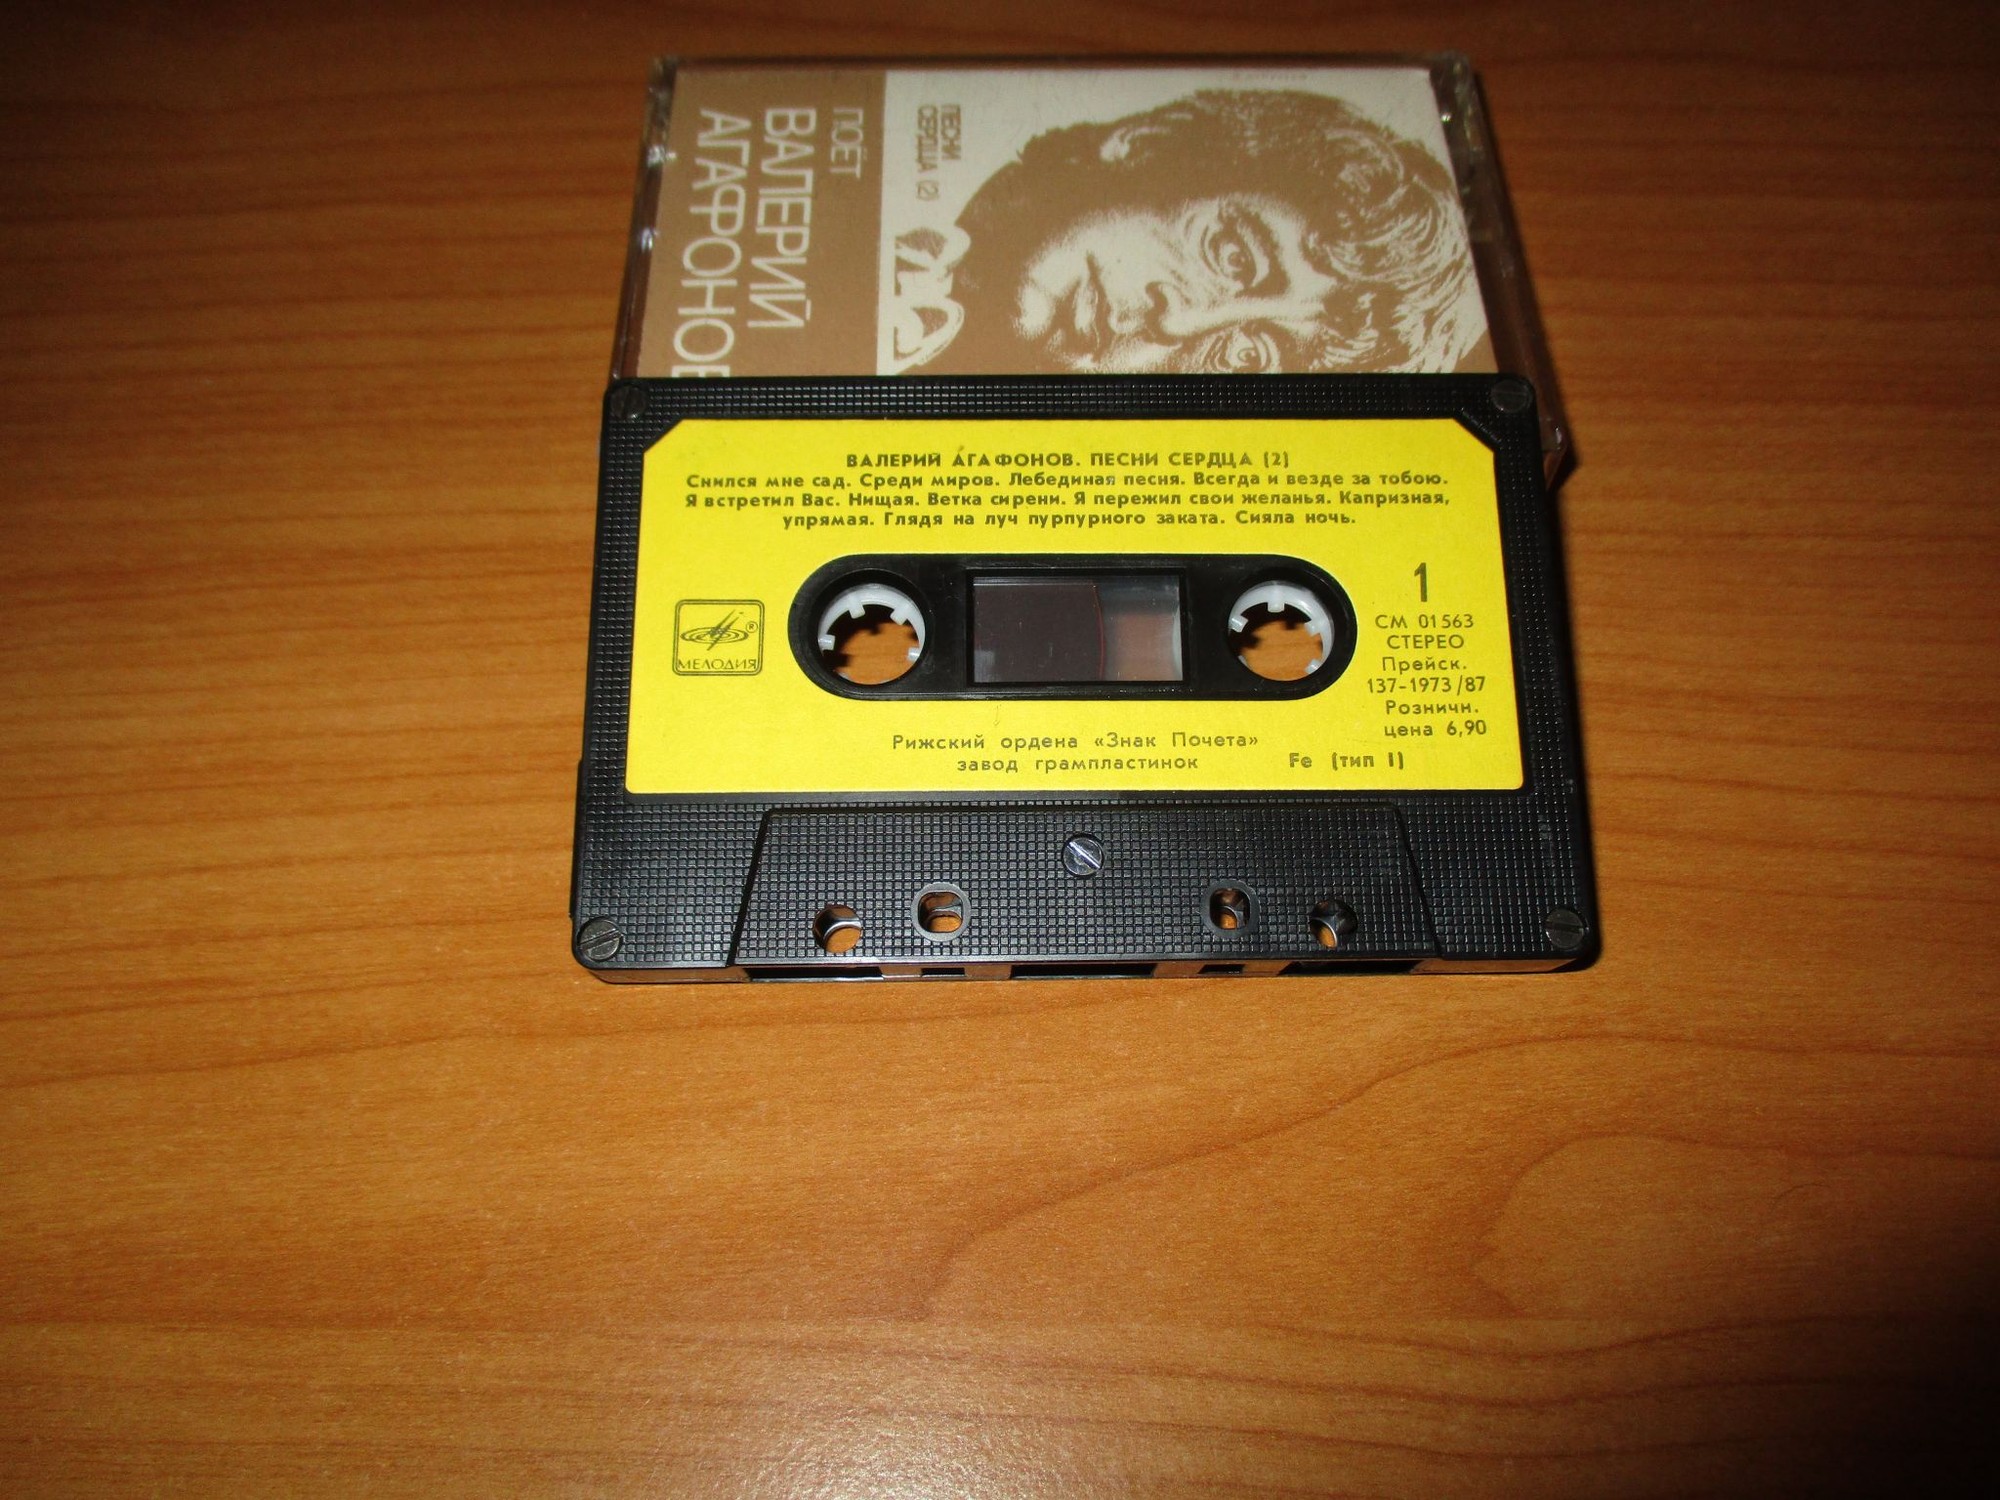 ПОЁТ
ВАЛЕРИЙ
АГАФОНОВ
ПЕСНИ
СЕРДЦА (2)
ВАЛЕРИЙ АГАФОНОВ. ПЕСНИ СЕРДЦА (2)
Снился мне сад. Среди миров. Лебединая песня. Всегда и везде за тобою.
Я встретил Вас. Нищая. Ветка сирени. Я пережил свои желанья. Капризная,
упрямая. Глядя на луч пурпурного заката. Сияла ночь.
®
МЕЛОДИЯ
1
СМ 01563
СТЕРЕО
Прейск.
137-1973/87
Розничн.
цена 6,90
Рижский ордена «Знак Почета»
завод грампластинок
Fe (тип I)